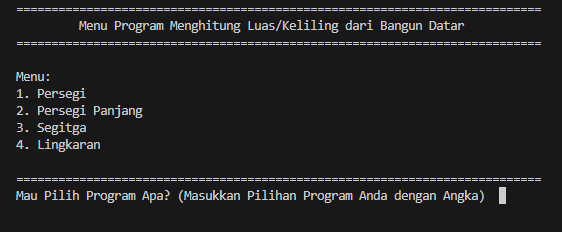 ===========================================================================
Menu Program Menghitung Luas/Keliling dari Bangun Datar
===========================================================================
Menu:
1. Persegi
2. Persegi Panjang
3. Segitga
4. Lingkaran
===========================================================================
Mau Pilih Program Apa? (Masukkan Pilihan Program Anda dengan Angka)